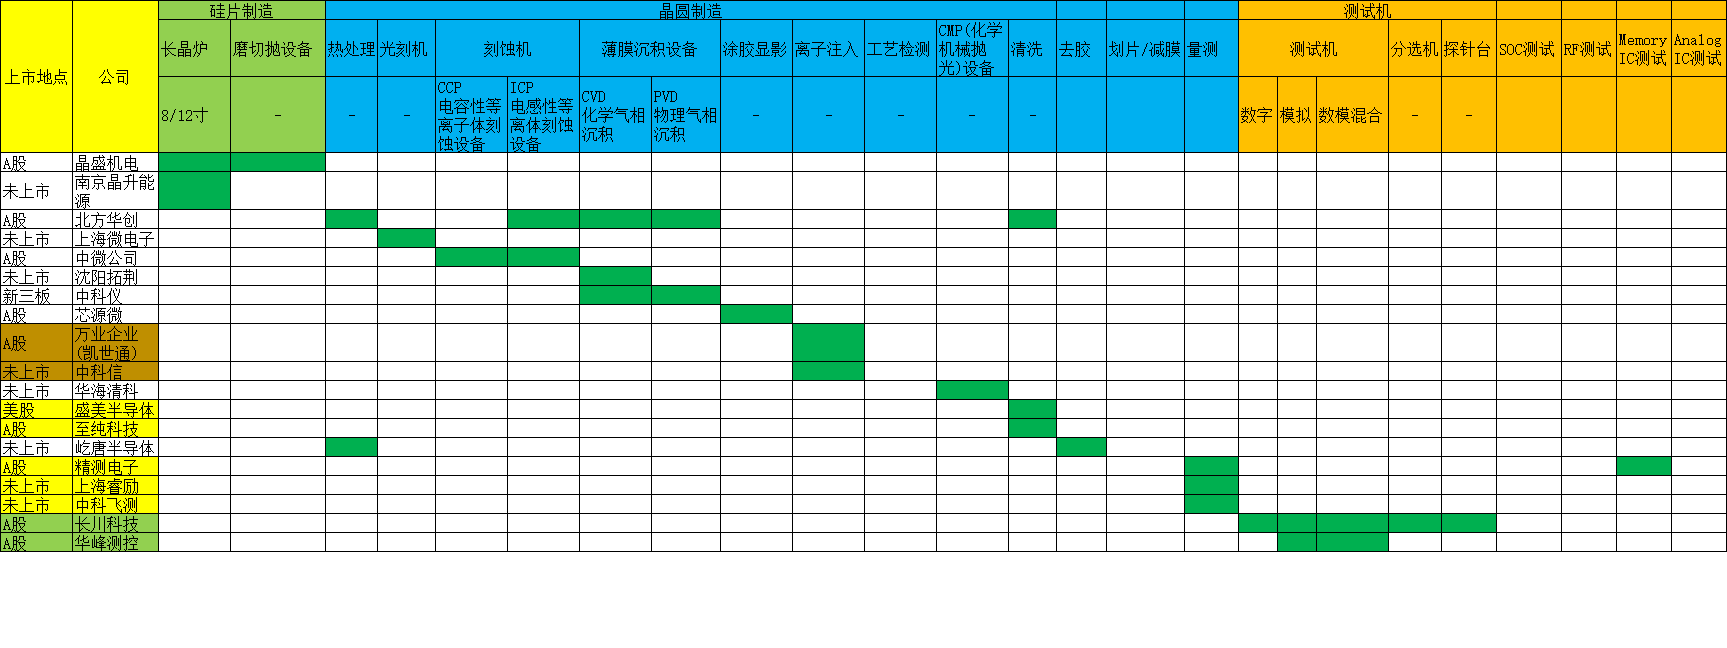 硅片制造 晶圆制造 测试机
上市地点 公司 长晶炉 磨切抛设备 热处理 光刻机 刻蚀机 薄膜沉积设备 涂胶显影 离子注入 工艺检测 CMP(化学
机械抛
光)设备 清洗 去胶 划片/减膜 量测 测试机 分选机 探针台 SOC测试 RF测试 Memory
IC测试 Analog
IC测试
8/12寸 - - - CCP
电容性等
离子体刻
蚀设备 ICP
电感性等
离体刻蚀
设备 CVD
化学气相
沉积 PVD
物理气相
沉积 - - - - - - - 数字 模拟 数模混合 - -
A股 晶盛机电
未上市 南京晶升能
源
A股 北方华创
未上市 上海微电子
A股 中微公司
未上市 沈阳拓荆
新三板 中科仪
A股 芯源微
A股 万业企业
(凯世通)
未上市 中科信
未上市 华海清科
美股 盛美半导体
A股 至纯科技
未上市 屹唐半导体
A股 精测电子
未上市 上海睿励
未上市 中科飞测
A股 长川科技
A股 华峰测控